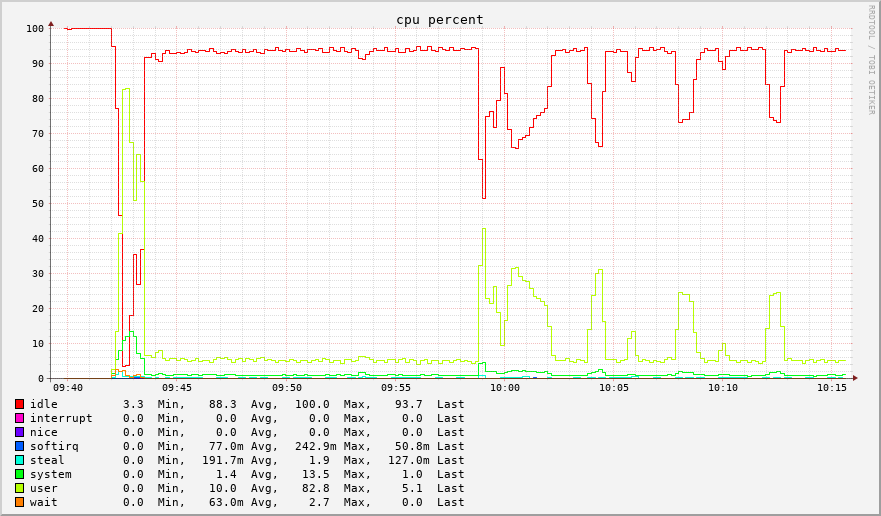 cpu percent
RRDTOOL / TOBI OETIKER
100
90
80
70
60
50
40
30
20
10
0
09:40 09:45 09:50 09:55 10:00 10:05 10:10 10:15
idle 3.3 Min, 88.3 Avg, 100.0 Max, 93.7 Last
interrupt 0.0 Min, 0.0 Avg, 0.0 Max, 0.0 Last
nice 0.0 Min, 0.0 Avg, 0.0 Max, 0.0 Last
softirq 0.0 Min, 77.0m Avg, 242.9m Max, 50.8m Last
steal 0.0 Min, 191.7m Avg, 1.9 Max, 127.0m Last
system 0.0 Min, 1.4 Avg, 13.5 Max, 1.0 Last
user 0.0 Min, 10.0 Avg, 82.8 Max, 5.1 Last
wait 0.0 Min, 63.0m Avg, 2.7 Max, 0.0 Last